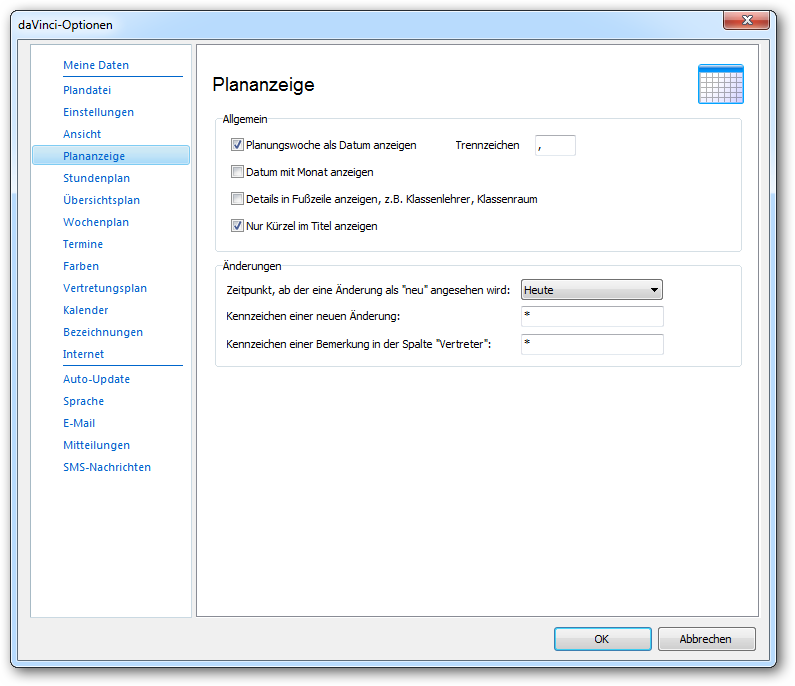 daVinci-Optionen
Meine Daten
Plandatei
Einstellungen
Ansicht
Plananzeige
Stundenplan
Übersichtsplan
Wochenplan
Termine
Farben
Vertretungsplan
Kalender
Bezeichnungen
Internet
Auto-Update
Sprache
E-Mail
Mitteilungen
SMS-Nachrichten
Plananzeige
Allgemein
Planungswoche als Datum anzeigen Trennzeichen ,
Datum mit Monat anzeigen
Details in Fußzeile anzeigen, z.B. Klassenlehrer, Klassenraum
Nur Kürzel im Titel anzeigen
Änderungen
Zeitpunkt, ab der eine Änderung als "neu" angesehen wird: Heute
Kennzeichen einer neuen Änderung: *
Kennzeichen einer Bemerkung in der Spalte "Vertreter": *
OK Abbrechen